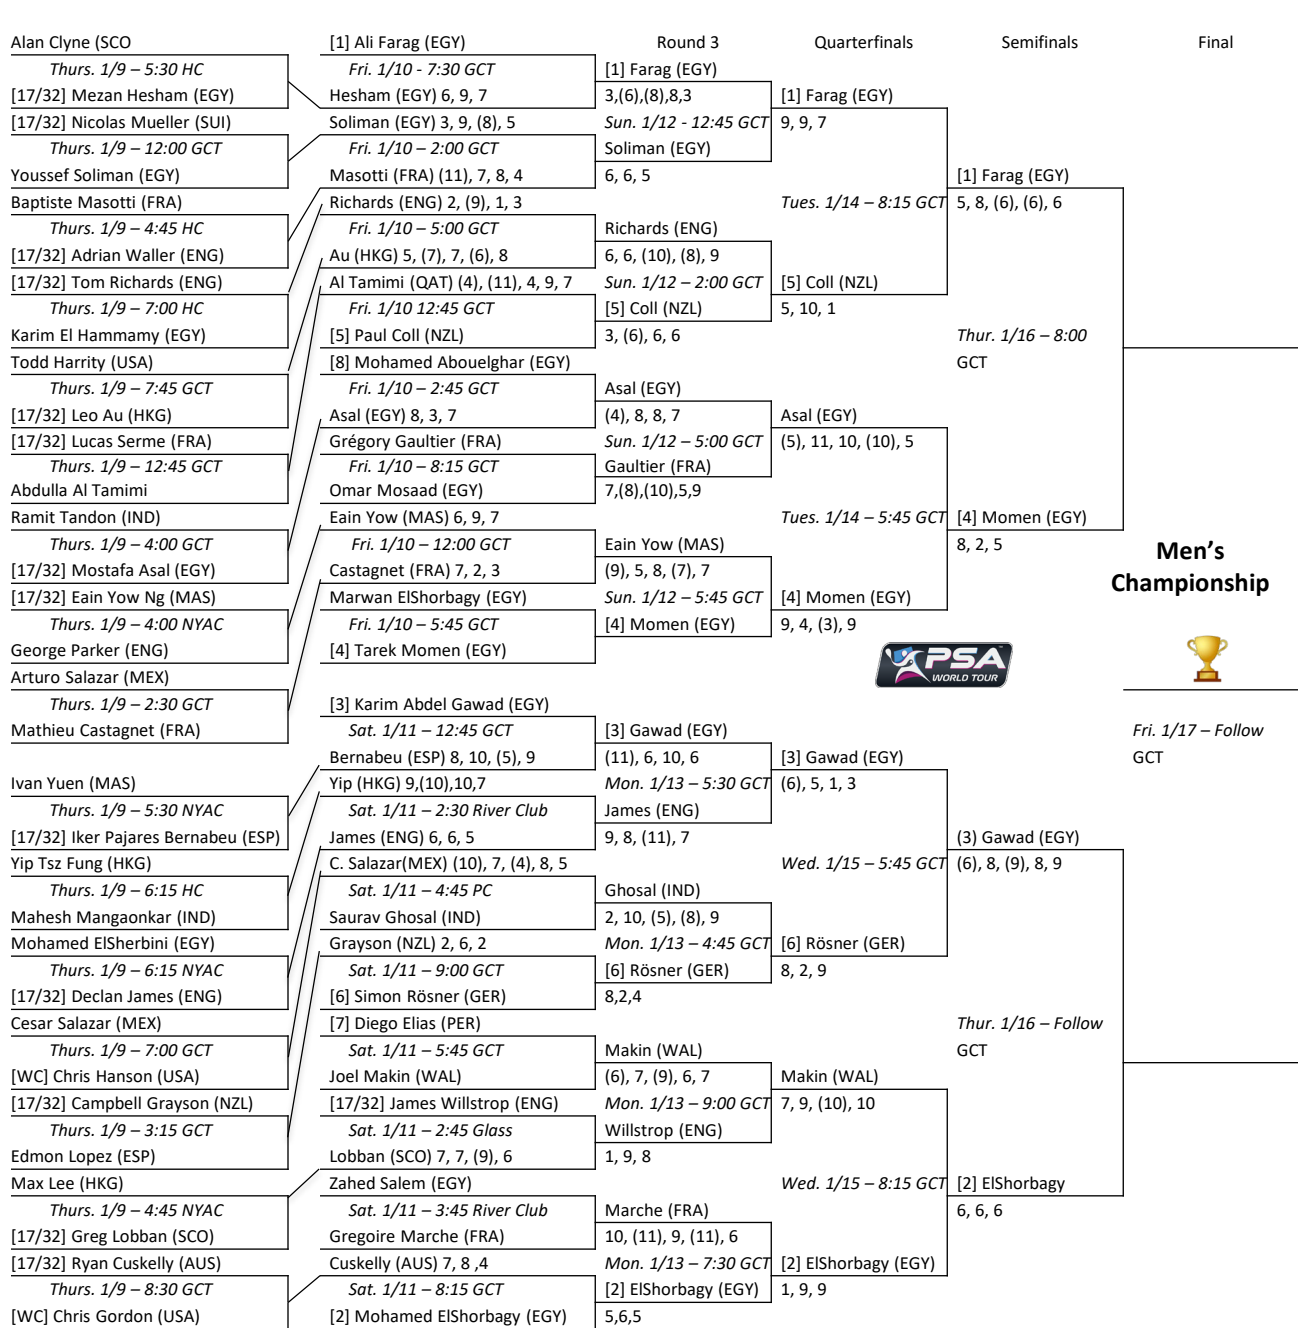 Alan Clyne (SCO
Thurs. 1/9 – 5:30 HC
[17/32] Mezan Hesham (EGY)
[17/32] Nicolas Mueller (SUI)
Thurs. 1/9 – 12:00 GCT
Youssef Soliman (EGY)
Baptiste Masotti (FRA)
Thurs. 1/9 – 4:45 HC
[17/32] Adrian Waller (ENG)
[17/32] Tom Richards (ENG)
Thurs. 1/9 – 7:00 HC
Karim El Hammamy (EGY)
Todd Harrity (USA)
Thurs. 1/9 – 7:45 GCT
[17/32] Leo Au (HKG)
[17/32] Lucas Serme (FRA)
Thurs. 1/9 – 12:45 GCT
Abdulla Al Tamimi
Ramit Tandon (IND)
Thurs. 1/9 – 4:00 GCT
[17/32] Mostafa Asal (EGY)
[17/32] Eain Yow Ng (MAS)
Thurs. 1/9 – 4:00 NYAC
George Parker (ENG)
Arturo Salazar (MEX)
Thurs. 1/9 – 2:30 GCT
Mathieu Castagnet (FRA)
Ivan Yuen (MAS)
Thurs. 1/9 – 5:30 NYAC
[17/32] Iker Pajares Bernabeu (ESP)
Yip Tsz Fung (HKG)
Thurs. 1/9 – 6:15 HC
Mahesh Mangaonkar (IND)
Mohamed ElSherbini (EGY)
Thurs. 1/9 – 6:15 NYAC
[17/32] Declan James (ENG)
Cesar Salazar (MEX)
Thurs. 1/9 – 7:00 GCT
[WC] Chris Hanson (USA)
[17/32] Campbell Grayson (NZL)
Thurs. 1/9 – 3:15 GCT
Edmon Lopez (ESP)
Max Lee (HKG)
Thurs. 1/9 – 4:45 NYAC
[17/32] Greg Lobban (SCO)
[17/32] Ryan Cuskelly (AUS)
Thurs. 1/9 – 8:30 GCT
[WC] Chris Gordon (USA)
[1] Ali Farag (EGY)
Fri. 1/10 - 7:30 GCT
Hesham (EGY) 6, 9, 7
Soliman (EGY) 3, 9, (8), 5
Fri. 1/10 – 2:00 GCT
Masotti (FRA) (11), 7, 8, 4
Richards (ENG) 2, (9), 1, 3
Fri. 1/10 – 5:00 GCT
Au (HKG) 5, (7), 7, (6), 8
Al Tamimi (QAT) (4), (11), 4, 9, 7
Fri. 1/10 12:45 GCT
[5] Paul Coll (NZL)
[8] Mohamed Abouelghar (EGY)
Fri. 1/10 – 2:45 GCT
Asal (EGY) 8, 3, 7
Grégory Gaultier (FRA)
Fri. 1/10 – 8:15 GCT
Omar Mosaad (EGY)
Eain Yow (MAS) 6, 9, 7
Fri. 1/10 – 12:00 GCT
Castagnet (FRA) 7, 2, 3
Marwan ElShorbagy (EGY)
Fri. 1/10 – 5:45 GCT
[4] Tarek Momen (EGY)
[3] Karim Abdel Gawad (EGY)
Sat. 1/11 – 12:45 GCT
Bernabeu (ESP) 8, 10, (5), 9
Yip (HKG) 9,(10),10,7
Sat. 1/11 – 2:30 River Club
James (ENG) 6, 6, 5
C. Salazar(MEX) (10), 7, (4), 8, 5
Sat. 1/11 – 4:45 PC
Saurav Ghosal (IND)
Grayson (NZL) 2, 6, 2
Sat. 1/11 – 9:00 GCT
[6] Simon Rösner (GER)
[7] Diego Elias (PER)
Sat. 1/11 – 5:45 GCT
Joel Makin (WAL)
[17/32] James Willstrop (ENG)
Sat. 1/11 – 2:45 Glass
Lobban (SCO) 7, 7, (9), 6
Zahed Salem (EGY)
Sat. 1/11 – 3:45 River Club
Gregoire Marche (FRA)
Cuskelly (AUS) 7, 8 ,4
Sat. 1/11 – 8:15 GCT
[2] Mohamed ElShorbagy (EGY)
Round 3
[1] Farag (EGY)
3,(6),(8),8,3
Sun. 1/12 - 12:45 GCT
Soliman (EGY)
6, 6, 5
Richards (ENG)
6, 6, (10), (8), 9
Sun. 1/12 – 2:00 GCT
[5] Coll (NZL)
3, (6), 6, 6
Asal (EGY)
(4), 8, 8, 7
Sun. 1/12 – 5:00 GCT
Gaultier (FRA)
7,(8),(10),5,9
Eain Yow (MAS)
(9), 5, 8, (7), 7
Sun. 1/12 – 5:45 GCT
[4] Momen (EGY)
[3] Gawad (EGY)
(11), 6, 10, 6
Mon. 1/13 – 5:30 GCT
James (ENG)
9, 8, (11), 7
Ghosal (IND)
2, 10, (5), (8), 9
Mon. 1/13 – 4:45 GCT
[6] Rösner (GER)
8,2,4
Makin (WAL)
(6), 7, (9), 6, 7
Mon. 1/13 – 9:00 GCT
Willstrop (ENG)
1, 9, 8
Marche (FRA)
10, (11), 9, (11), 6
Mon. 1/13 – 7:30 GCT
[2] ElShorbagy (EGY)
5,6,5
Quarterfinals
[1] Farag (EGY)
9, 9, 7
Tues. 1/14 – 8:15 GCT
[5] Coll (NZL)
5, 10, 1
Asal (EGY)
(5), 11, 10, (10), 5
Tues. 1/14 – 5:45 GCT
[4] Momen (EGY)
9, 4, (3), 9
[3] Gawad (EGY)
(6), 5, 1, 3
Wed. 1/15 – 5:45 GCT
[6] Rösner (GER)
8, 2, 9
Makin (WAL)
7, 9, (10), 10
Wed. 1/15 – 8:15 GCT
[2] ElShorbagy (EGY)
1, 9, 9
Semifinals
[1] Farag (EGY)
5, 8, (6), (6), 6
Thur. 1/16 – 8:00
GCT
[4] Momen (EGY)
8, 2, 5
PSA
WORLD TOUR
(3) Gawad (EGY)
(6), 8, (9), 8, 9
Thur. 1/16 – Follow
GCT
[2] ElShorbagy
6, 6, 6
Final
Men's
Championship
Fri. 1/17 – Follow
GCT